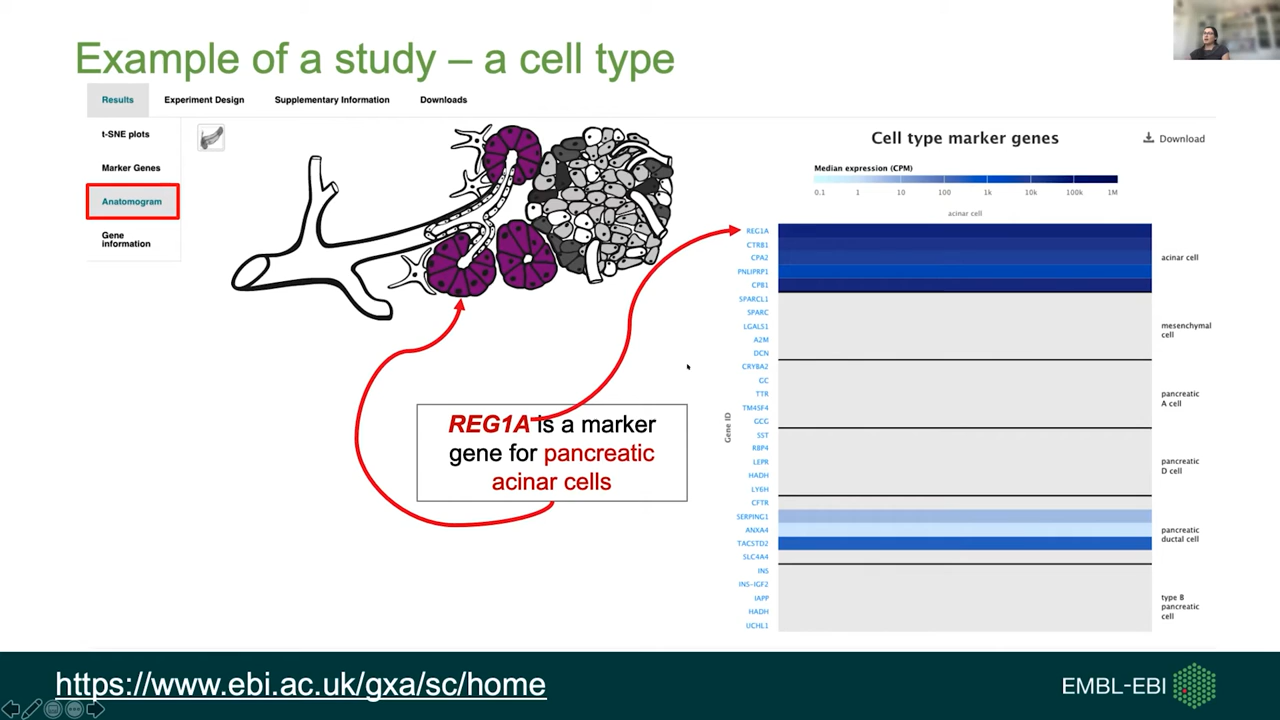 Example of a study – a cell type
Results
Experiment Design
Supplementary Information
Downloads
t-SNE plots
Marker Genes
Anatomogram
Gene
information
Cell type marker genes
Download
Median expression (CPM)
0.1 1 10 100 1k 10k 100k 1M
acinar cell
Gene ID
REG1A
CTRB1
CPA2
PNLIPRP1
CPB1
acinar cell
SPARCL1
SPARC
LGALS1
A2M
DCN
mesenchymal
cell
CRYBA2
GC
TTR
TM4SF4
GCG
pancreatic
A cell
SST
RBP4
LEPR
HADH
LY6H
pancreatic
D cell
CFTR
SERPING1
ANXA4
TACSTD2
SLC4A4
pancreatic
ductal cell
INS
INS-IGF2
IAPP
HADH
UCHL1
type B
pancreatic
cell
REG1A is a marker
gene for pancreatic
acinar cells
https://www.ebi.ac.uk/gxa/sc/home
EMBL-EBI